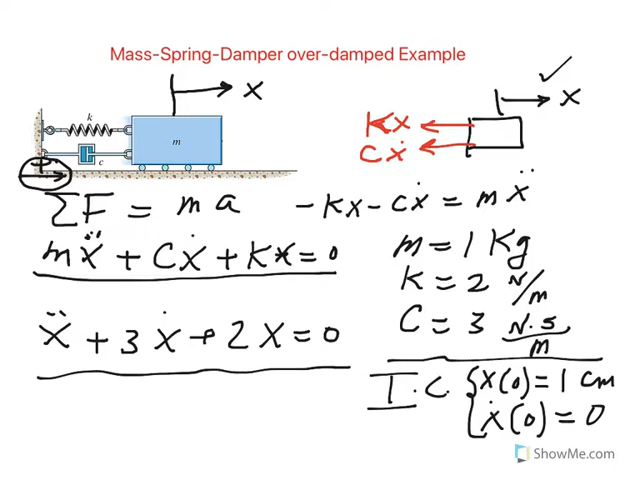 Mass-Spring-Damper over-damped Example
X
k
m
c
X
KX
CẊ
ΣF = ma
-KX - CẊ = mẌ
mẌ + CẊ + KX = 0
m = 1 Kg
K = 2 N/m
C = 3 N.S/m
Ẍ + 3Ẋ + 2X = 0
I.C. { X(0) = 1 cm
Ẋ(0) = 0
ShowMe.com